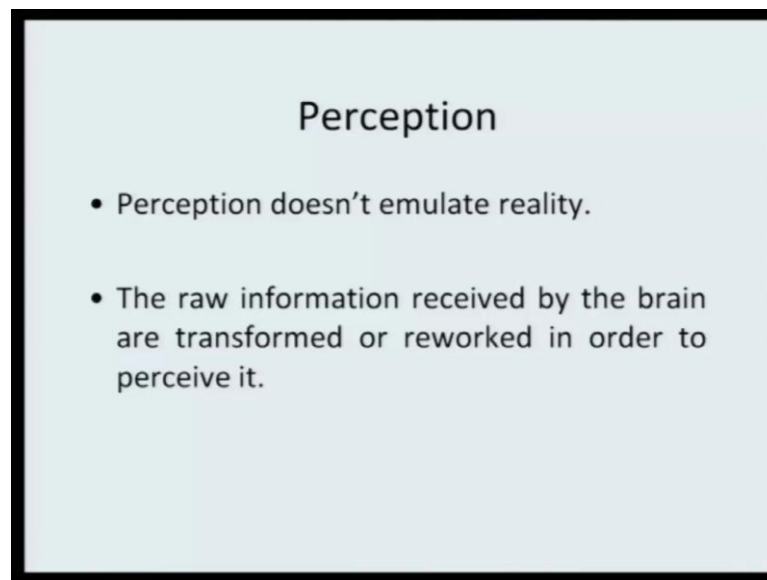 Perception
• Perception doesn't emulate reality.
• The raw information received by the brain
are transformed or reworked in order to
perceive it.